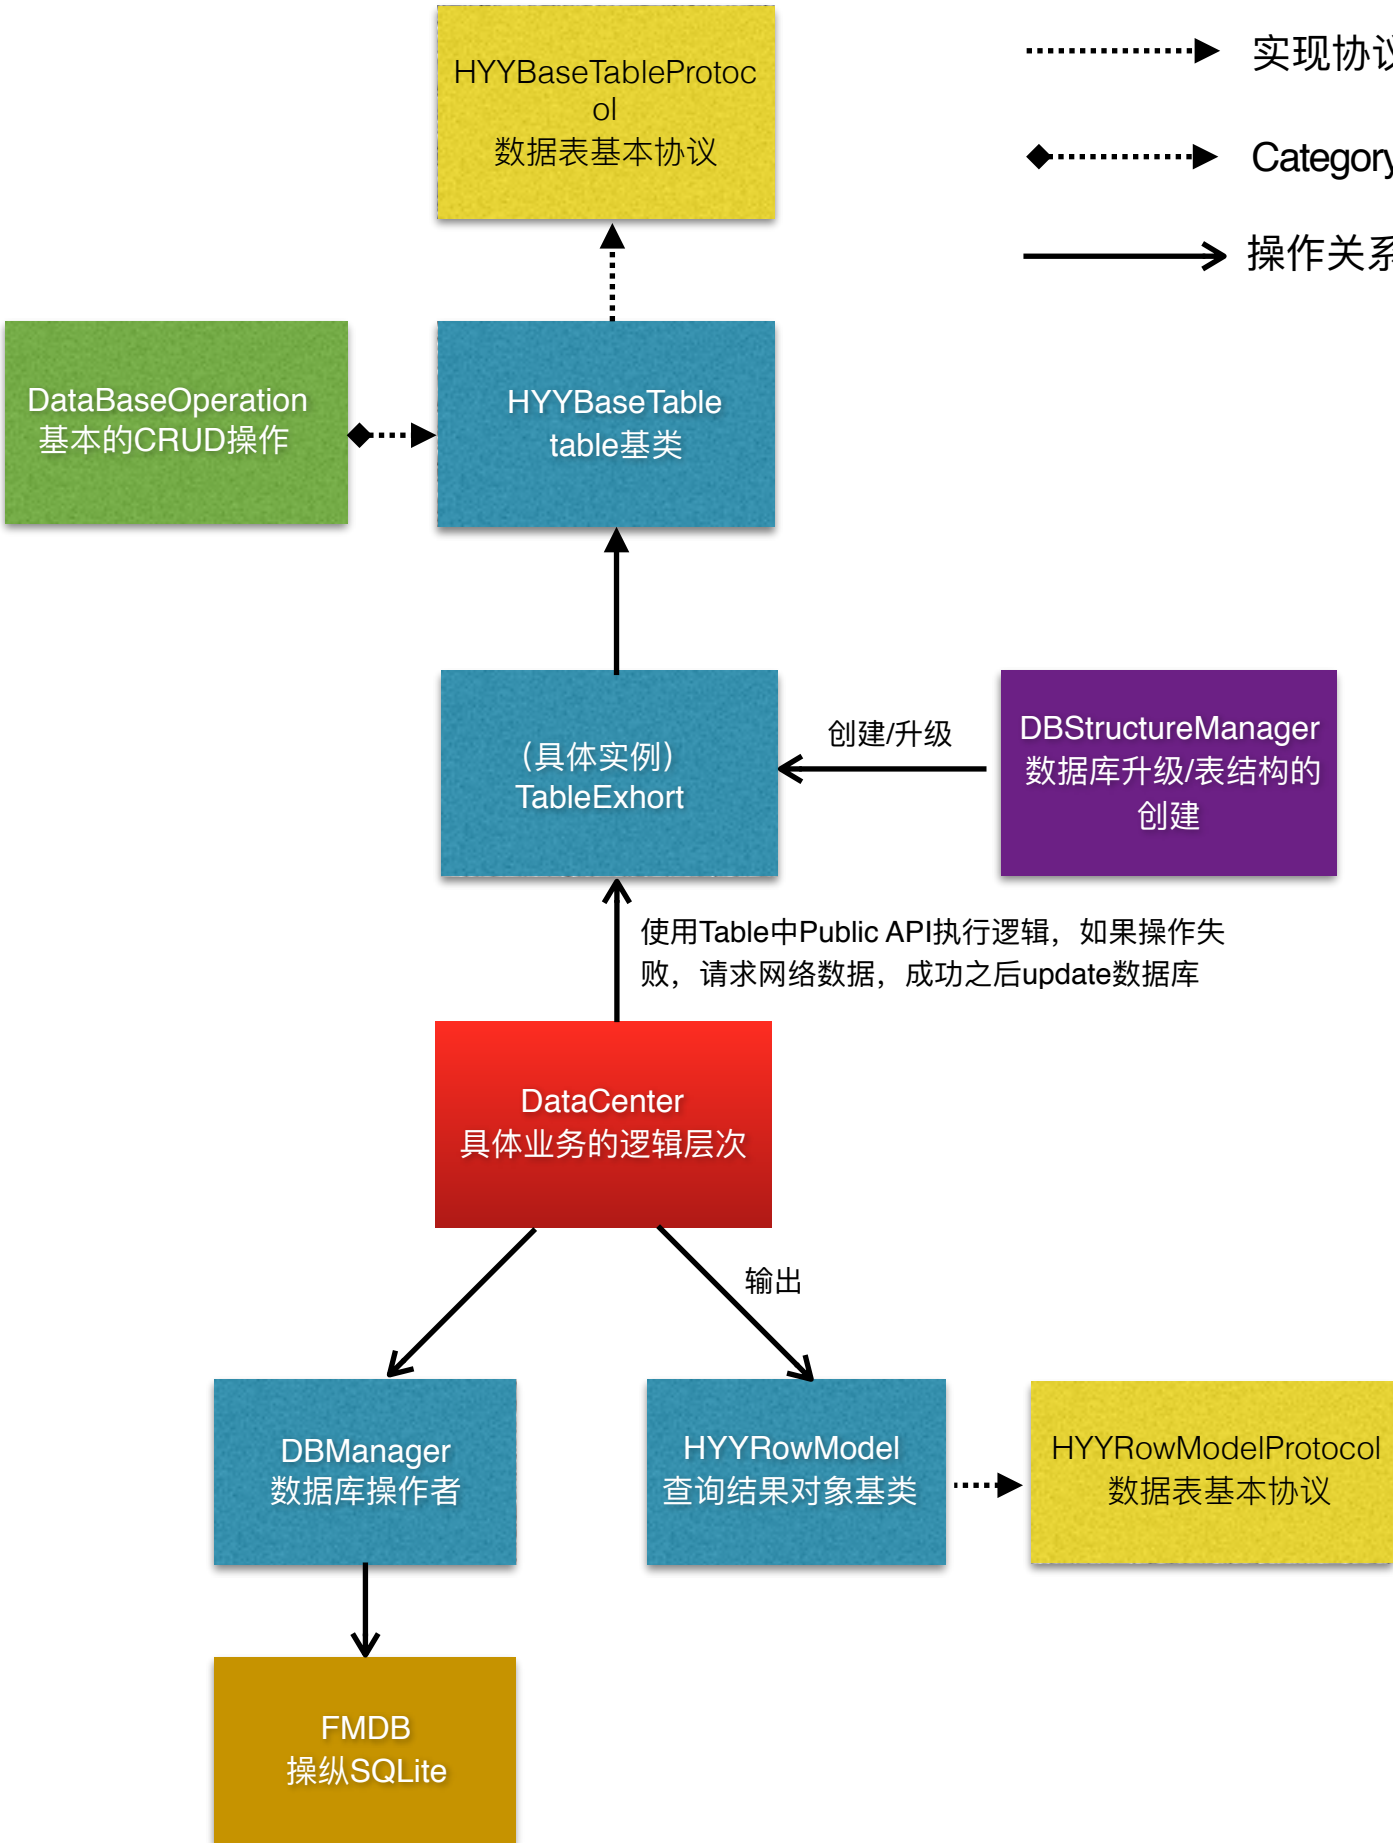 HYYBaseTableProtoc
ol
数据表基本协议
实现协议
Category
操作关系
DataBaseOperation
基本的CRUD操作
HYYBaseTable
table基类
(具体实例)
TableExhort
创建/升级
DBStructureManager
数据库升级/表结构的
创建
使用Table中Public API执行逻辑，如果操作失
败，请求网络数据，成功之后update数据库
DataCenter
具体业务的逻辑层次
输出
DBManager
数据库操作者
HYYRowModel
查询结果对象基类
HYYRowModelProtocol
数据表基本协议
FMDB
操纵SQLite